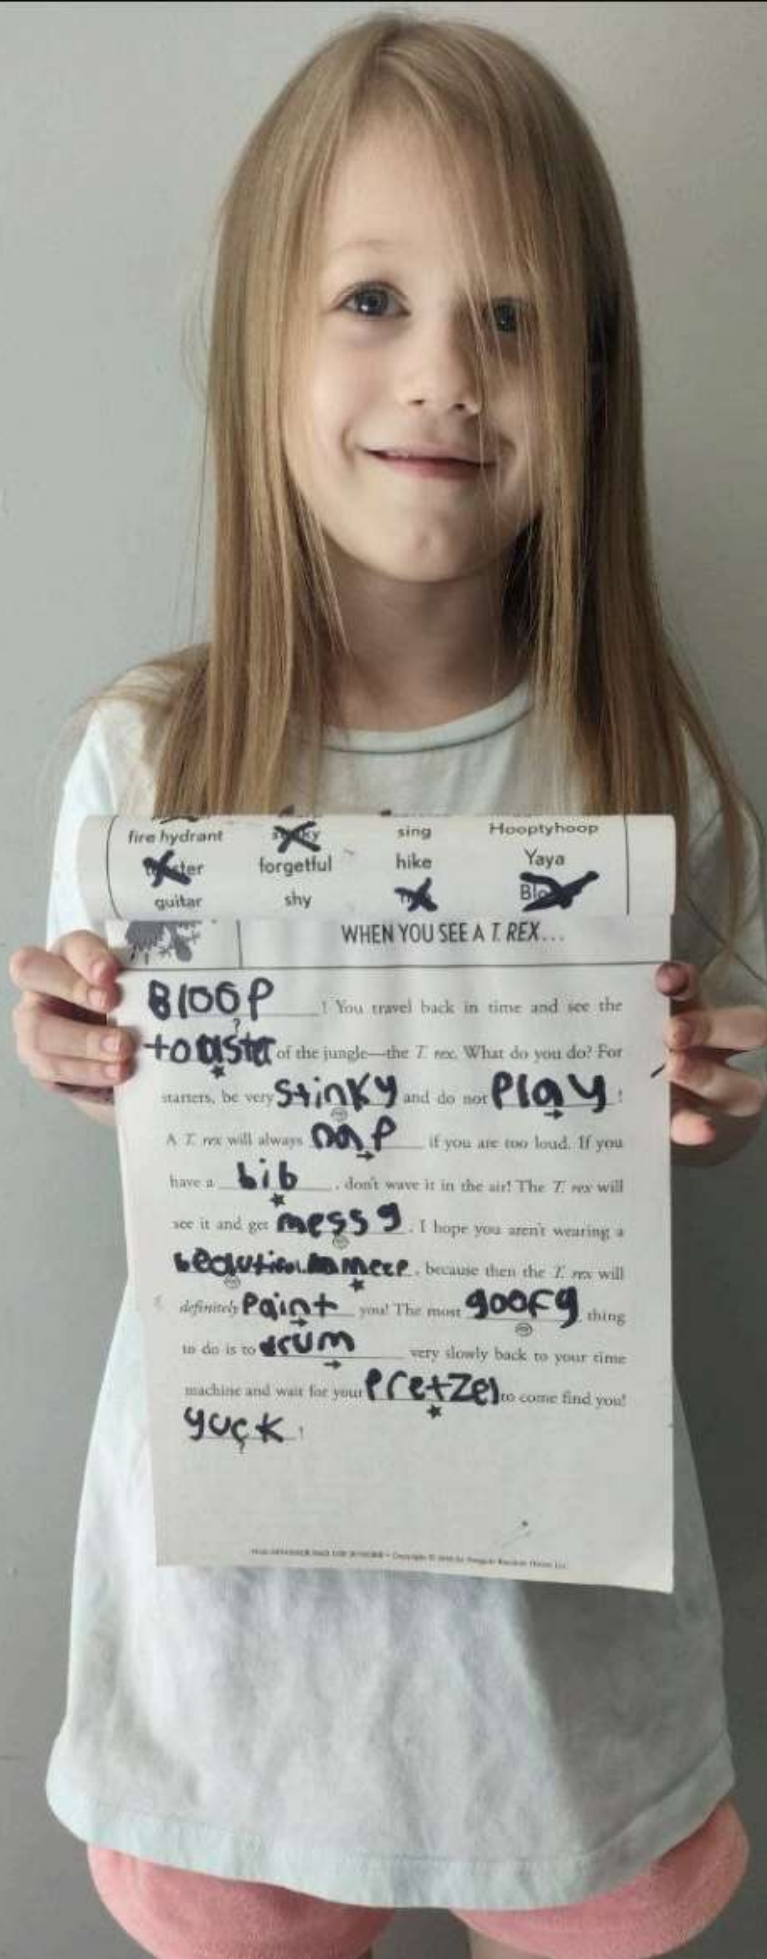 fire hydrant sing Hooptyhoop
forgetful hike Yaya
guitar shy
WHEN YOU SEE A T. REX...
BlooP ! You travel back in time and see the
toaster of the jungle—the T. rex. What do you do? For
starters, be very stinky and do not Play !
A T. rex will always nap if you are too loud. If you
have a bib , don't wave it in the air! The T. rex will
see it and get messy . I hope you aren't wearing a
beautiful , because then the T. rex will
definitely Paint you! The most goofy thing
to do is to drum very slowly back to your time
machine and wait for your Pretzel to come find you!
yuck !